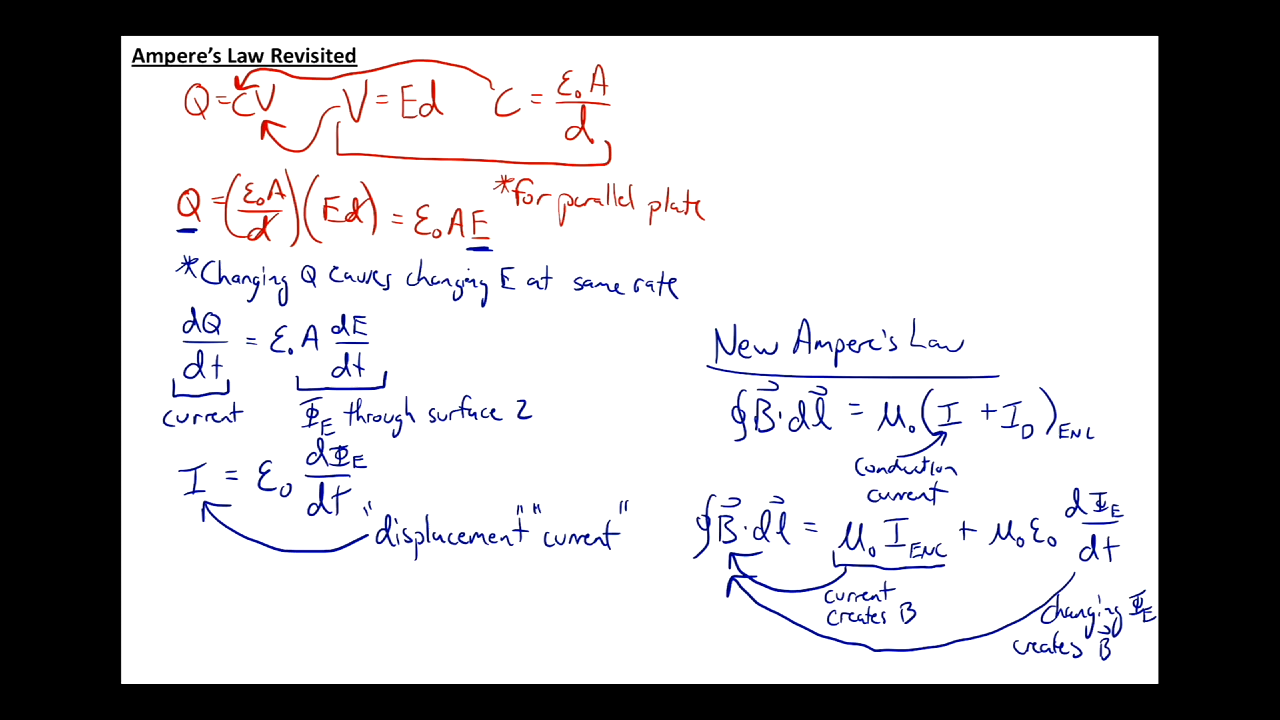 Ampere's Law Revisited
Q = CV   V = Ed   C = ε₀A/d
Q = (ε₀A/d)(Ed) = ε₀AE   *for parallel plate
*Changing Q causes changing E at same rate
dQ/dt = ε₀A dE/dt
current   Φ_E through surface 2
I = ε₀ dΦ_E/dt
"displacement" "current"
New Ampere's Law
∮B⃗·dl⃗ = μ₀(I + I_D)_ENC
conduction
current
∮B⃗·dl⃗ = μ₀I_ENC + μ₀ε₀ dΦ_E/dt
current
creates B
changing Φ_E
creates B⃗